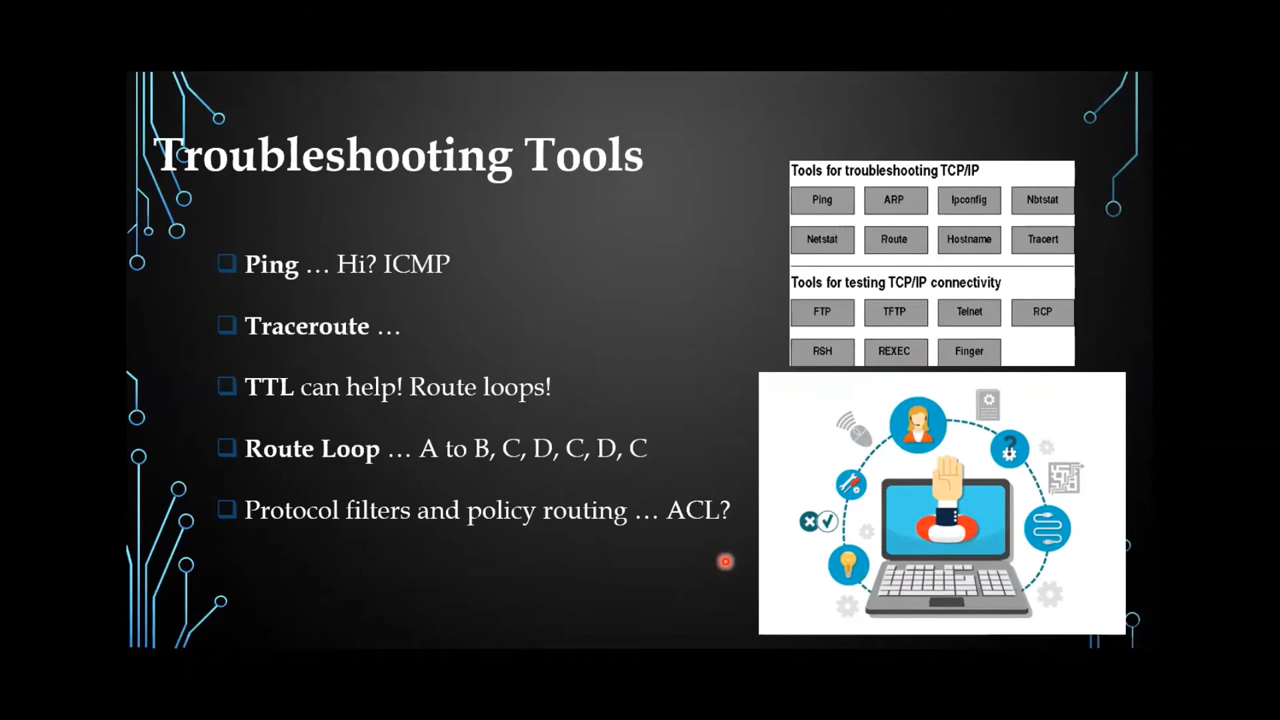 Troubleshooting Tools
Ping … Hi? ICMP
Traceroute …
TTL can help! Route loops!
Route Loop … A to B, C, D, C, D, C
Protocol filters and policy routing … ACL?
Tools for troubleshooting TCP/IP
Ping ARP Ipconfig Nbtstat
Netstat Route Hostname Tracert
Tools for testing TCP/IP connectivity
FTP TFTP Telnet RCP
RSH REXEC Finger
?